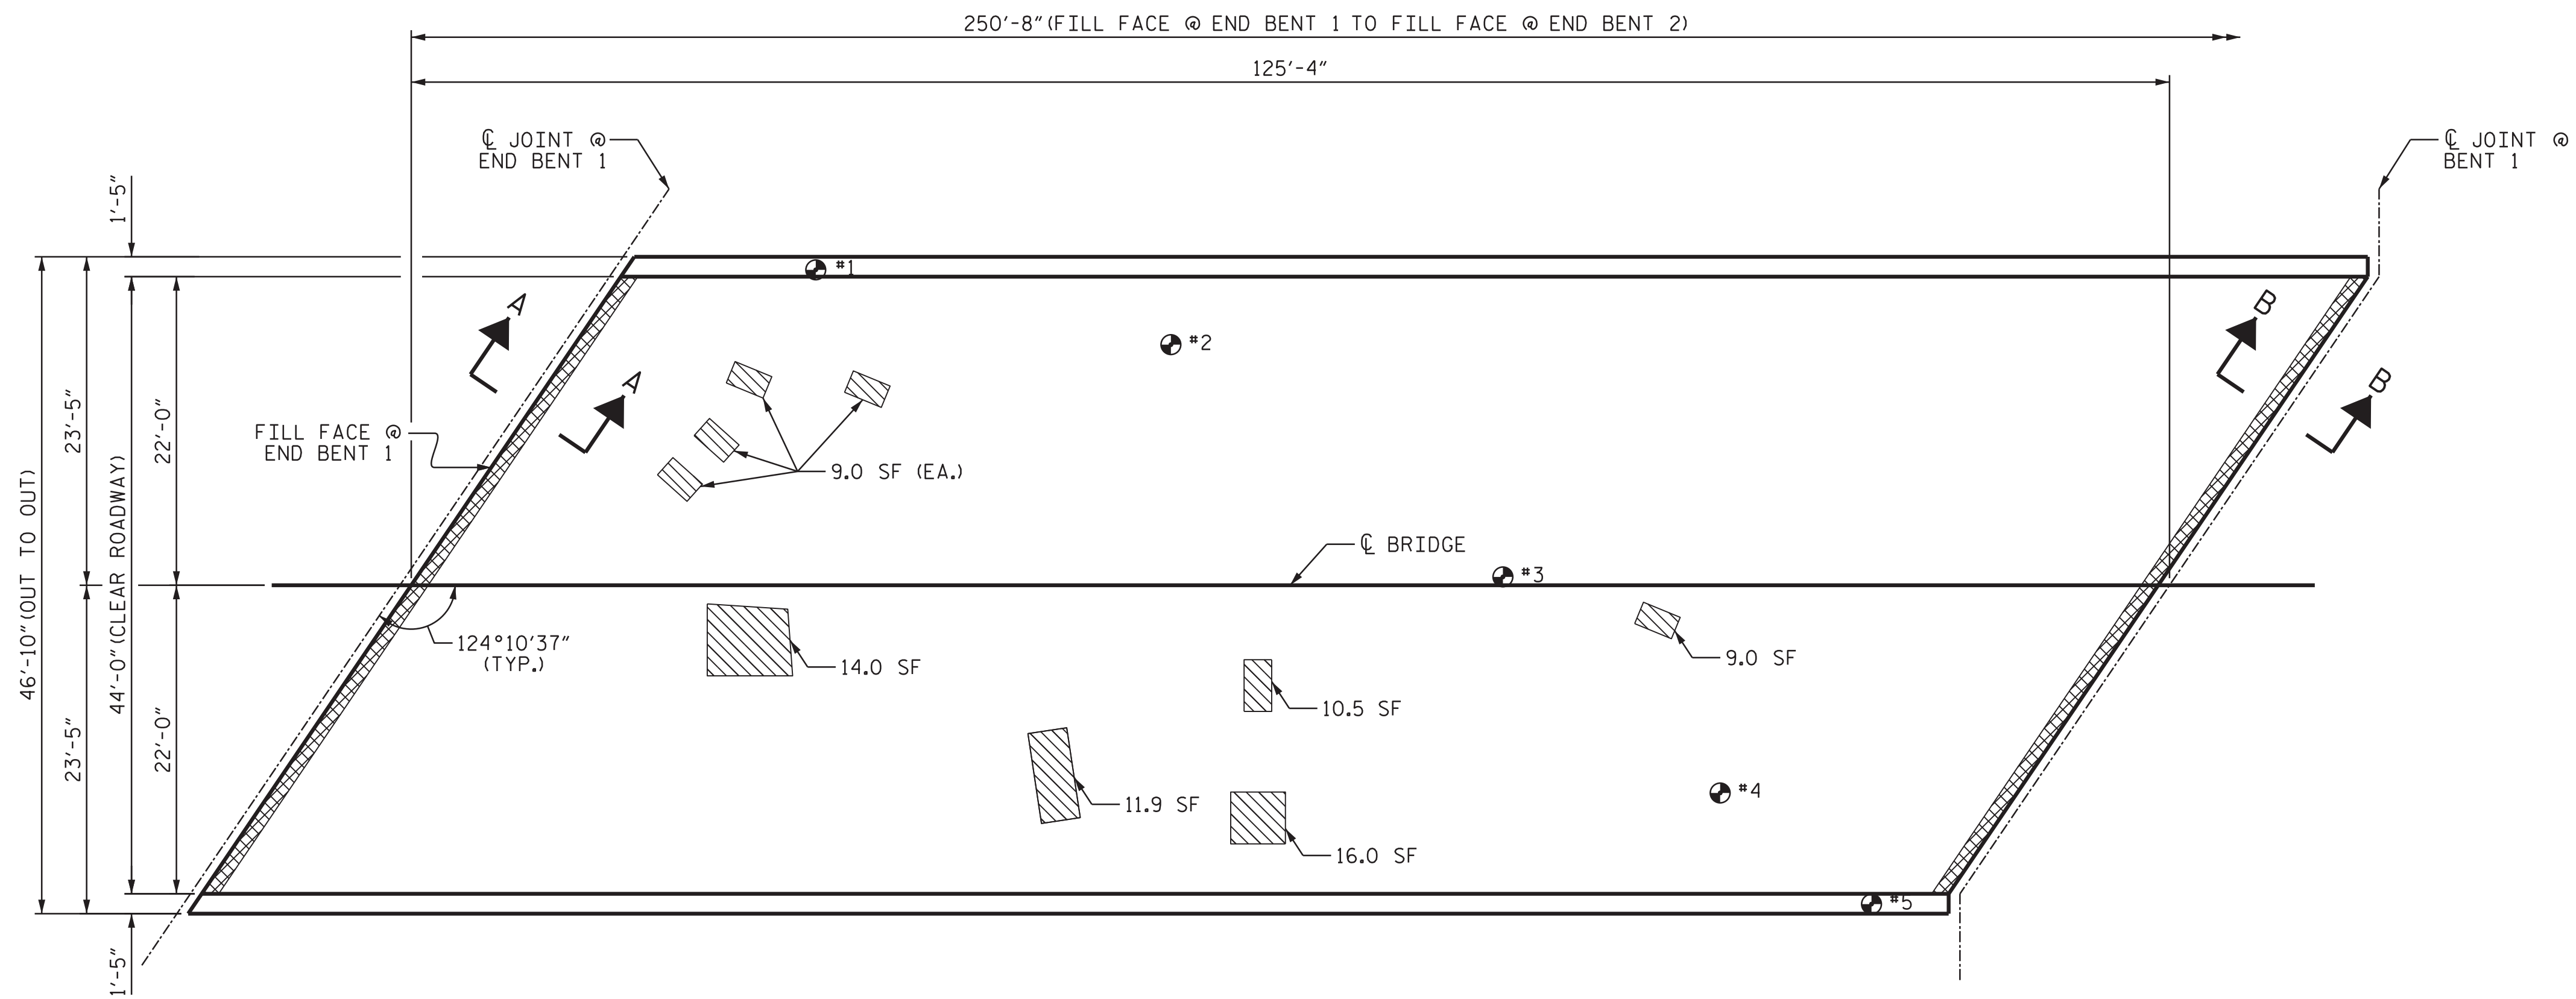 250'-8" (FILL FACE @ END BENT 1 TO FILL FACE @ END BENT 2)
125'-4"
℄ JOINT @
END BENT 1
℄ JOINT @
BENT 1
1'-5"
#1
A
B
#2
A
B
23'-5"
22'-0"
FILL FACE @
END BENT 1
9.0 SF (EA.)
46'-10" (OUT TO OUT)
44'-0" (CLEAR ROADWAY)
℄ BRIDGE
#3
124°10'37"
(TYP.)
14.0 SF
9.0 SF
10.5 SF
23'-5"
22'-0"
11.9 SF
#4
16.0 SF
#5
1'-5"